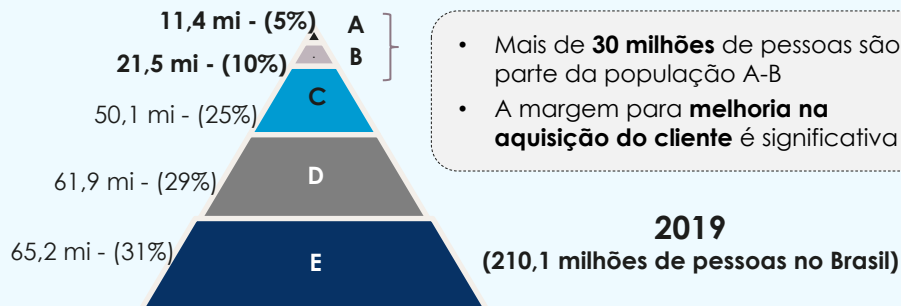 11,4 mi - (5%)
A
21,5 mi - (10%)
B
50,1 mi - (25%)
C
61,9 mi - (29%)
D
65,2 mi - (31%)
E
• Mais de 30 milhões de pessoas são
parte da população A-B
• A margem para melhoria na
aquisição do cliente é significativa
2019
(210,1 milhões de pessoas no Brasil)